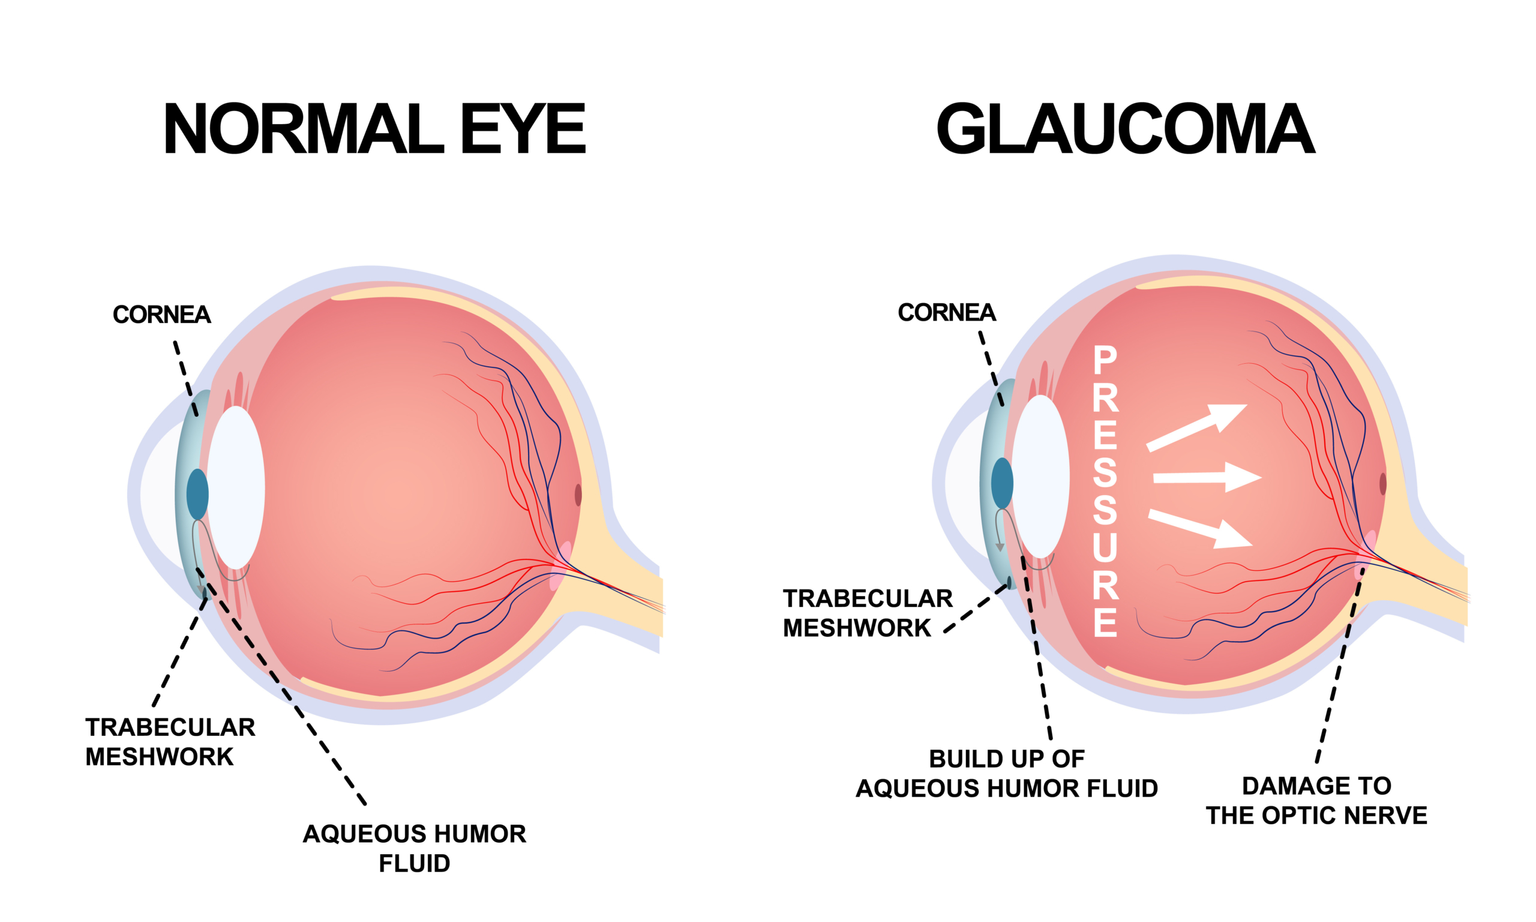 NORMAL EYE
CORNEA
TRABECULAR
MESHWORK
AQUEOUS HUMOR
FLUID
GLAUCOMA
CORNEA
PRESSURE
TRABECULAR
MESHWORK
BUILD UP OF
AQUEOUS HUMOR FLUID
DAMAGE TO
THE OPTIC NERVE